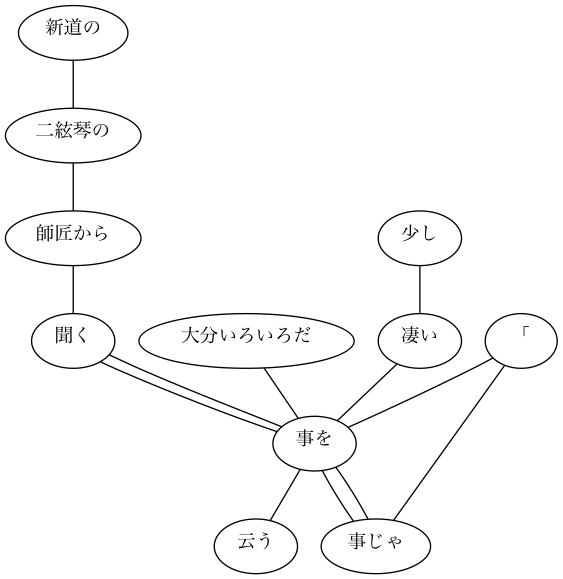 新道の
二絃琴の
師匠から
少し
聞く
大分いろいろだ
凄い
「
事を
云う
事じゃ